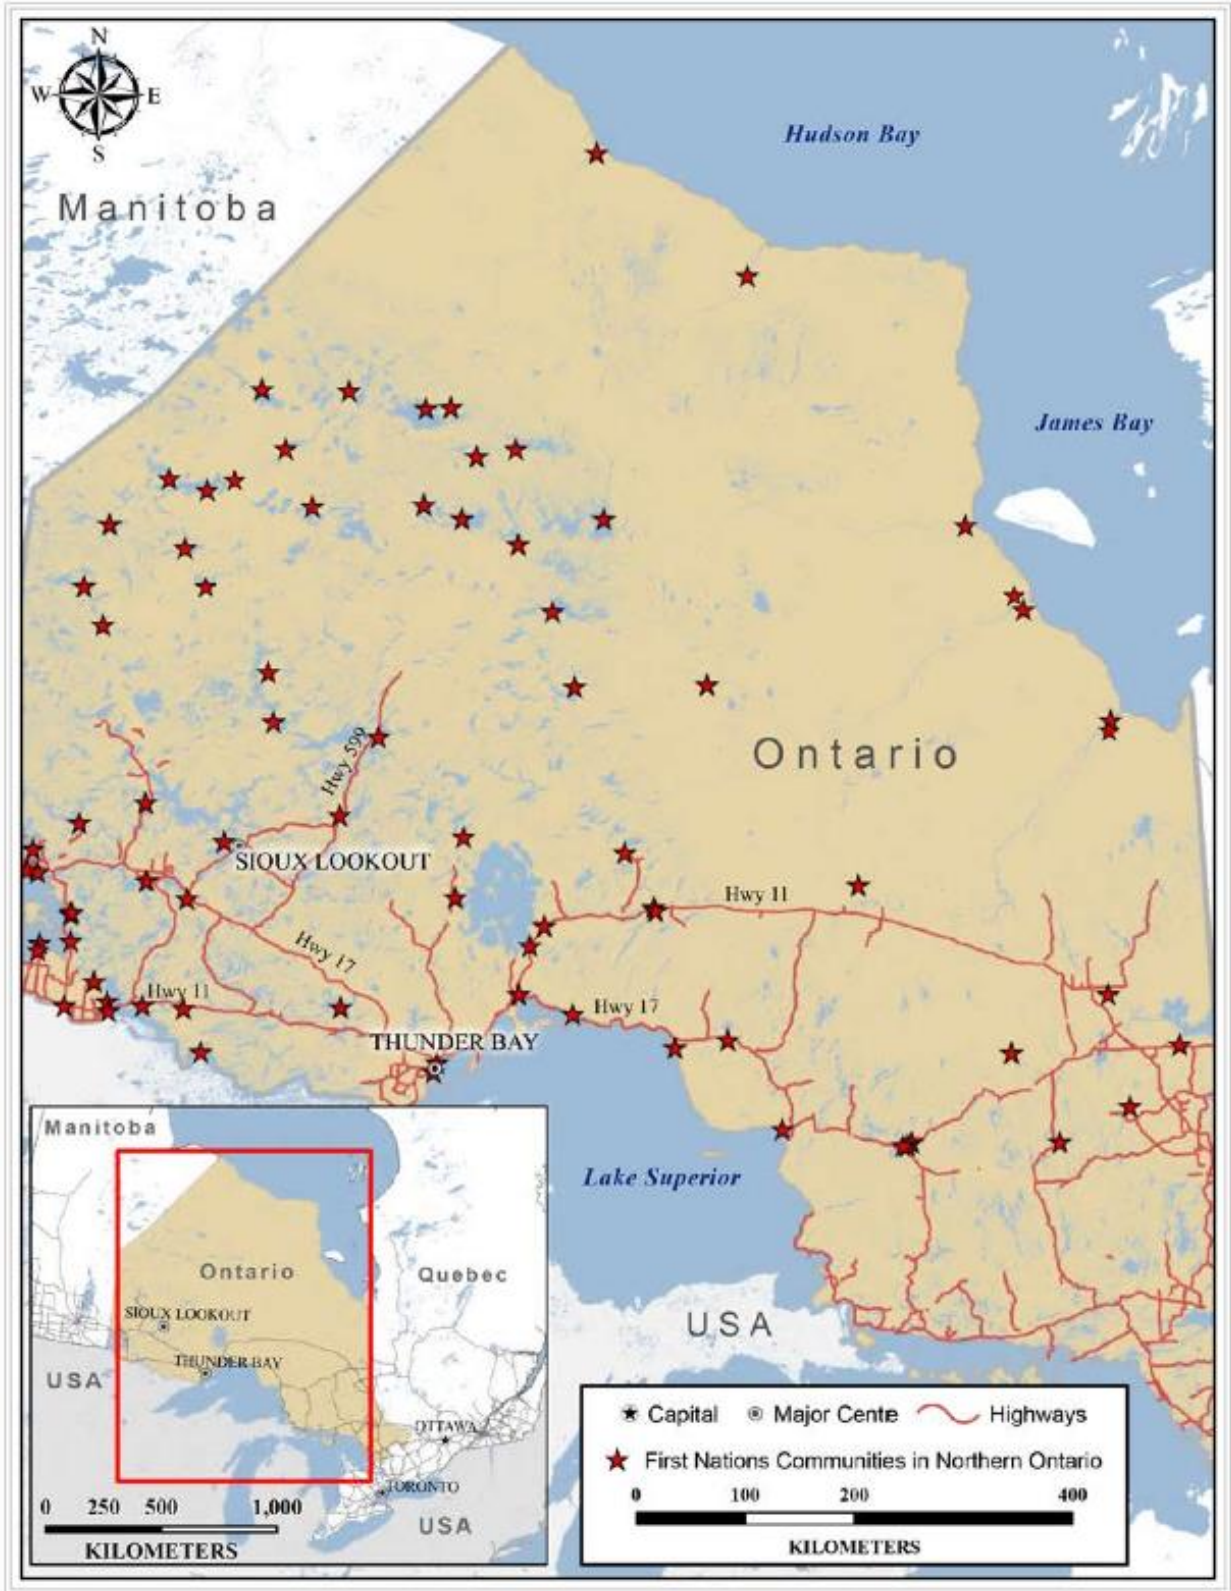 N
W
E
S
Hudson Bay
Manitoba
James Bay
Hwy 599
Ontario
SIOUX LOOKOUT
Hwy 11
Hwy 17
Hwy 11
Hwy 17
THUNDER BAY
Lake Superior
USA
Manitoba
Ontario
Quebec
SIOUX LOOKOUT
THUNDER BAY
USA
OTTAWA
TORONTO
USA
0 250 500 1,000
KILOMETERS
Capital Major Centre Highways
First Nations Communities in Northern Ontario
0 100 200 400
KILOMETERS